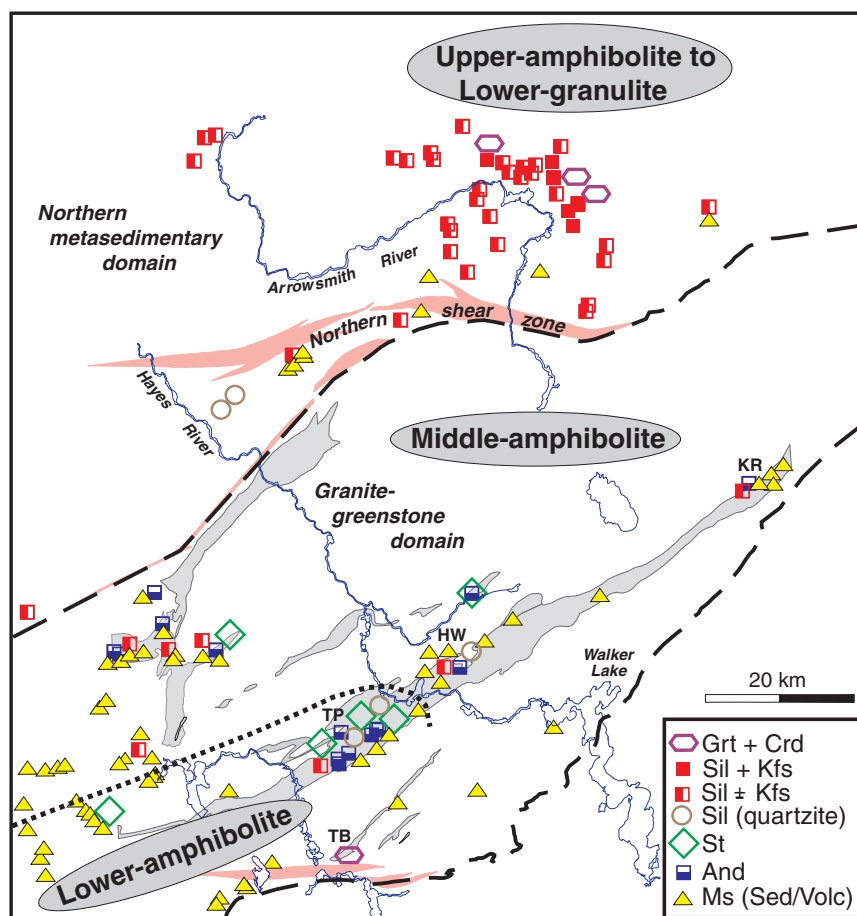 Upper-amphibolite to
Lower-granulite
Northern
metasedimentary
domain
Arrowsmith River
Northern shear zone
Hayes
River
Middle-amphibolite
KR
Granite-
greenstone
domain
HW
Walker
Lake
20 km
TP
TB
Lower-amphibolite
Grt + Crd
Sil + Kfs
Sil ± Kfs
Sil (quartzite)
St
And
Ms (Sed/Volc)